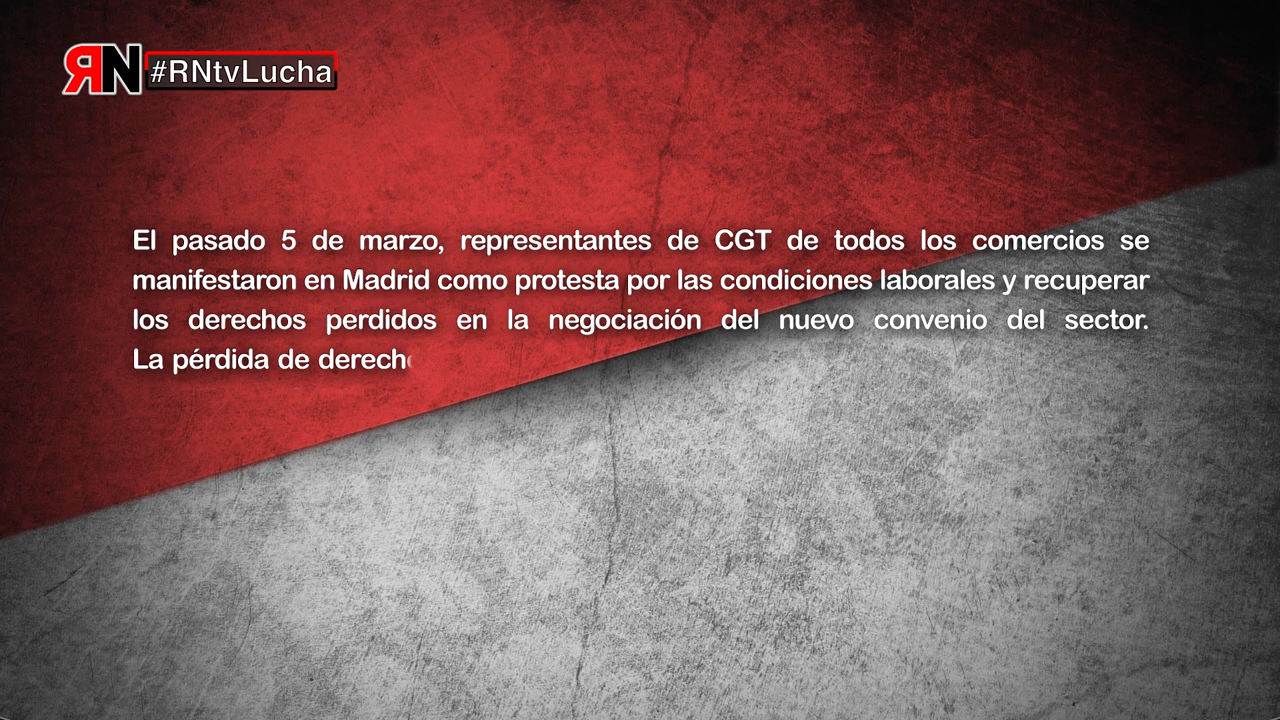 RN #RNtvLucha
El pasado 5 de marzo, representantes de CGT de todos los comercios se
manifestaron en Madrid como protesta por las condiciones laborales y recuperar
los derechos perdidos en la negociación del nuevo convenio del sector.
La pérdida de derech